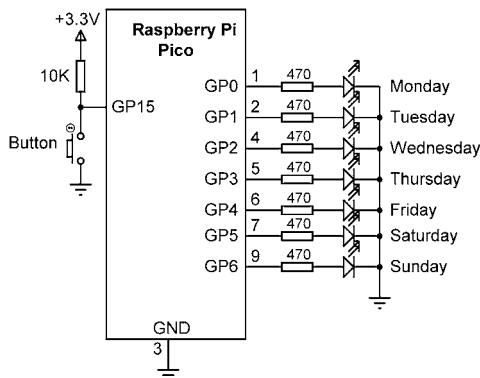 +3.3V
Raspberry Pi
Pico
10K
GP15
Button
GP0 1 470 Monday
GP1 2 470 Tuesday
GP2 4 470 Wednesday
GP3 5 470 Thursday
GP4 6 470 Friday
GP5 7 470 Saturday
GP6 9 470 Sunday
GND
3